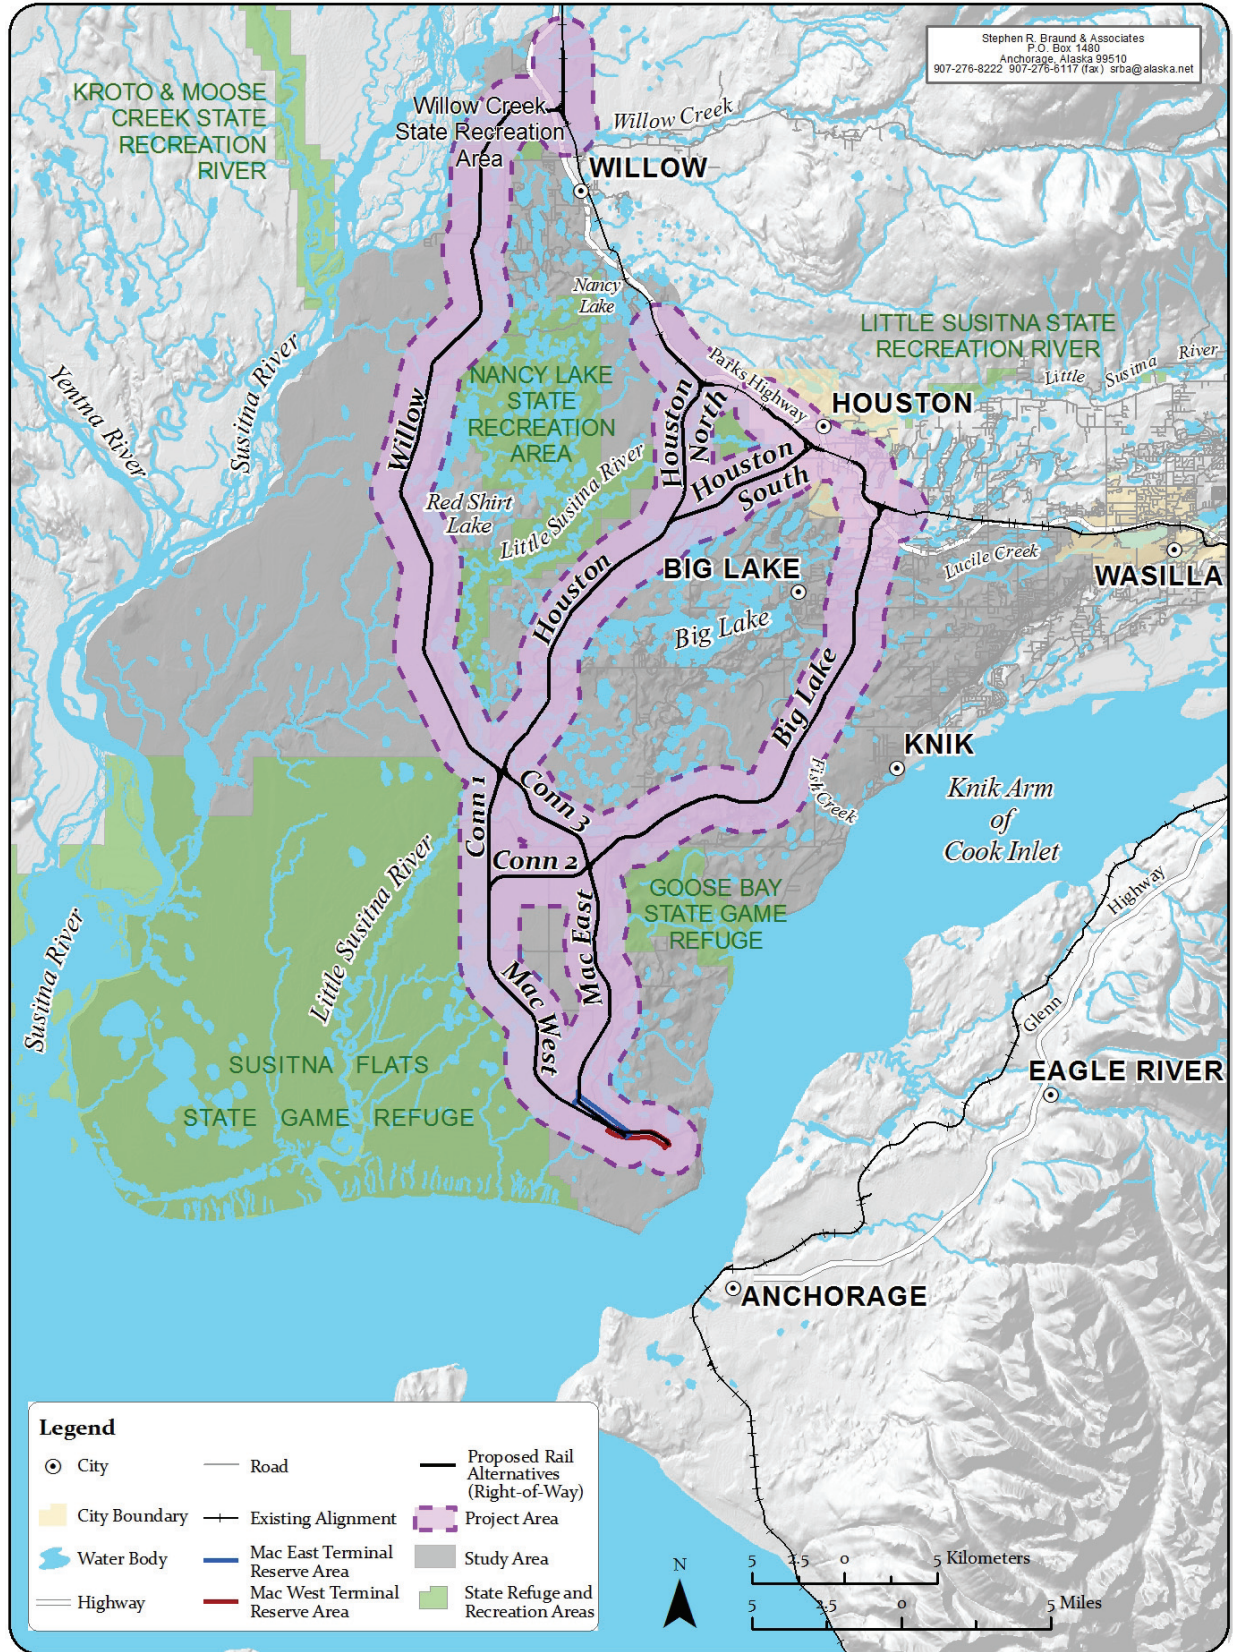 Stephen R. Braund & Associates
P.O. Box 1480
Anchorage, Alaska 99510
907-276-8222 907-276-6117 (fax) srba@alaska.net
KROTO & MOOSE
CREEK STATE
RECREATION
RIVER
Willow Creek
State Recreation
Area
Willow Creek
WILLOW
Nancy
Lake
LITTLE SUSITNA STATE
RECREATION RIVER
Little Susitna River
Yentna River
Susitna River
NANCY LAKE
STATE
RECREATION
AREA
Parks Highway
HOUSTON
Willow
Houston
North
Houston
South
Red Shirt
Lake
Little Susitna River
Lucile Creek
WASILLA
BIG LAKE
Big Lake
Houston
Big Lake
KNIK
Fish Creek
Knik Arm
of
Cook Inlet
Conn 1
Conn 3
Conn 2
Little Susitna River
Susitna River
GOOSE BAY
STATE GAME
REFUGE
Mac East
Mac West
Highway
Glenn
SUSITNA FLATS
STATE GAME REFUGE
EAGLE RIVER
ANCHORAGE
Legend
City
City Boundary
Water Body
Highway
Road
Existing Alignment
Mac East Terminal
Reserve Area
Mac West Terminal
Reserve Area
Proposed Rail
Alternatives
(Right-of-Way)
Project Area
Study Area
State Refuge and
Recreation Areas
N
5 2.5 0 5 Kilometers
5 2.5 0 5 Miles